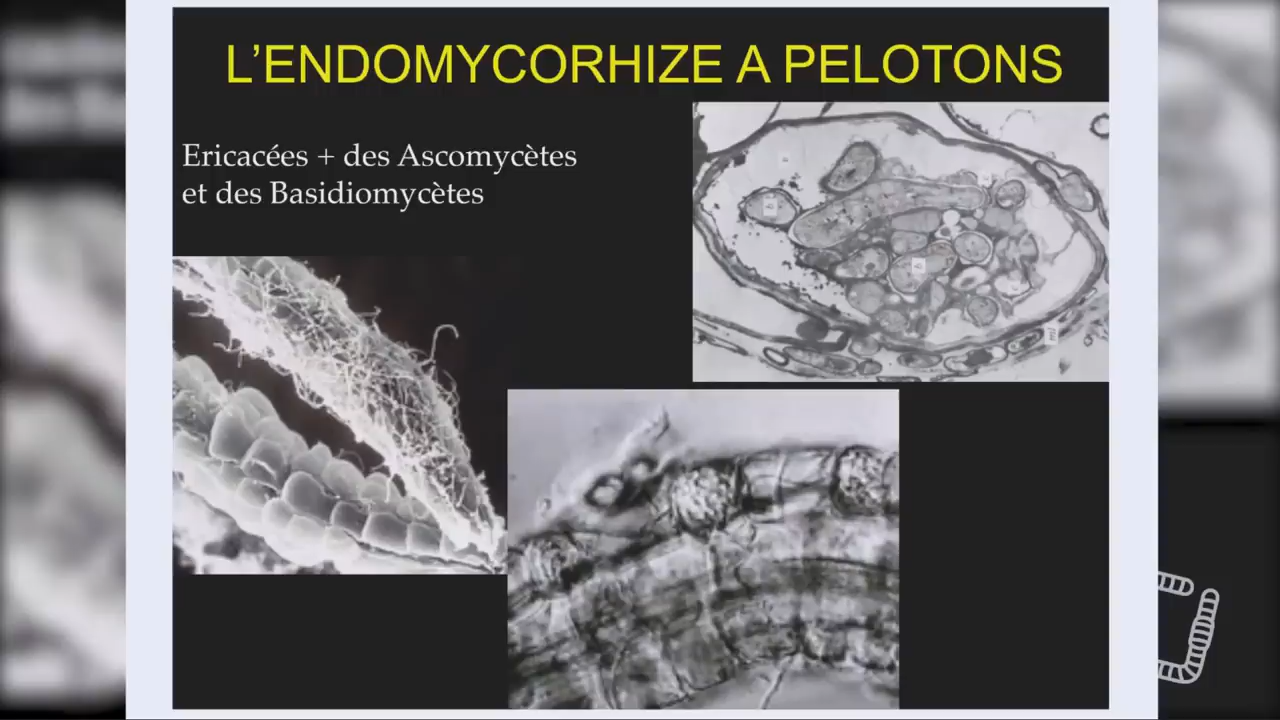 L’ENDOMYCORHIZE A PELOTONS
Ericacées + des Ascomycètes
et des Basidiomycètes